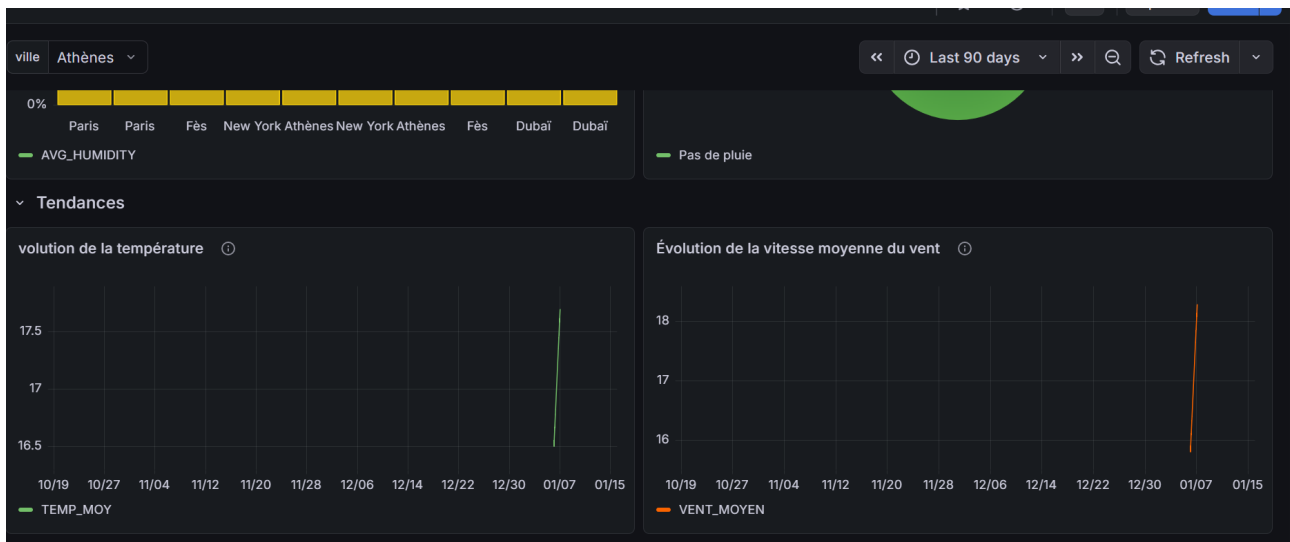 ville Athènes Last 90 days Refresh
0%
Paris Paris Fès New York Athènes New York Athènes Fès Dubaï Dubaï
AVG_HUMIDITY Pas de pluie
Tendances
volution de la température Évolution de la vitesse moyenne du vent
17.5
17
16.5
10/19 10/27 11/04 11/12 11/20 11/28 12/06 12/14 12/22 12/30 01/07 01/15
TEMP_MOY
18
17
16
10/19 10/27 11/04 11/12 11/20 11/28 12/06 12/14 12/22 12/30 01/07 01/15
VENT_MOYEN